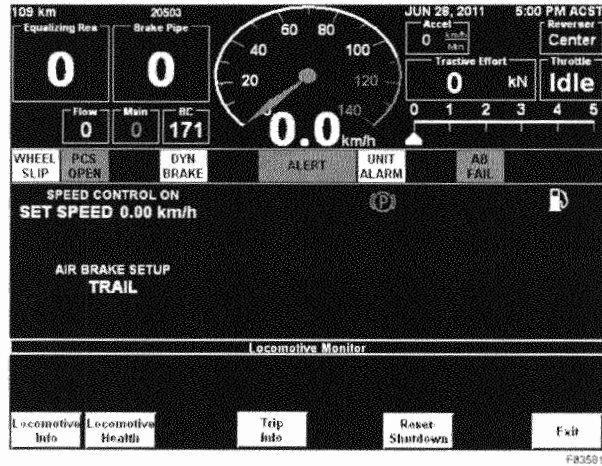 109 km 20503 JUN 28, 2011 5:00 PM ACST
Equalizing Res Brake Pipe Accel Reverser
0 0 0 km/h Min Center
Tractive Effort Throttle
0 kN Idle
Flow Main BC
0 0 171
0 20 40 60 80 100 120 140
0.0 km/h
0 1 2 3 4 5
WHEEL SLIP PCS OPEN DYN BRAKE ALERT UNIT ALARM AB FAIL
SPEED CONTROL ON
SET SPEED 0.00 km/h
(P)
AIR BRAKE SETUP
TRAIL
Locomotive Monitor
Locomotive Info Locomotive Health Trip Info Reset Shutdown Exit
F83581